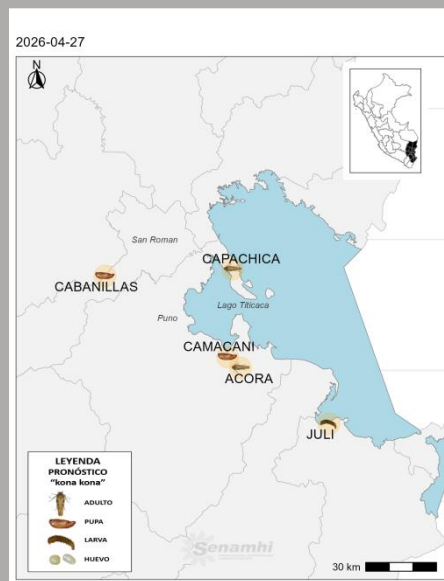 2026-04-27
N
San Roman
CAPACHICA
CABANILLAS
Lago Titicaca
Puno
CAMACANI
ACORA
JULI
LEYENDA
PRONÓSTICO
"kona kona"
ADULTO
PUPA
LARVA
HUEVO
Senamhi
30 km